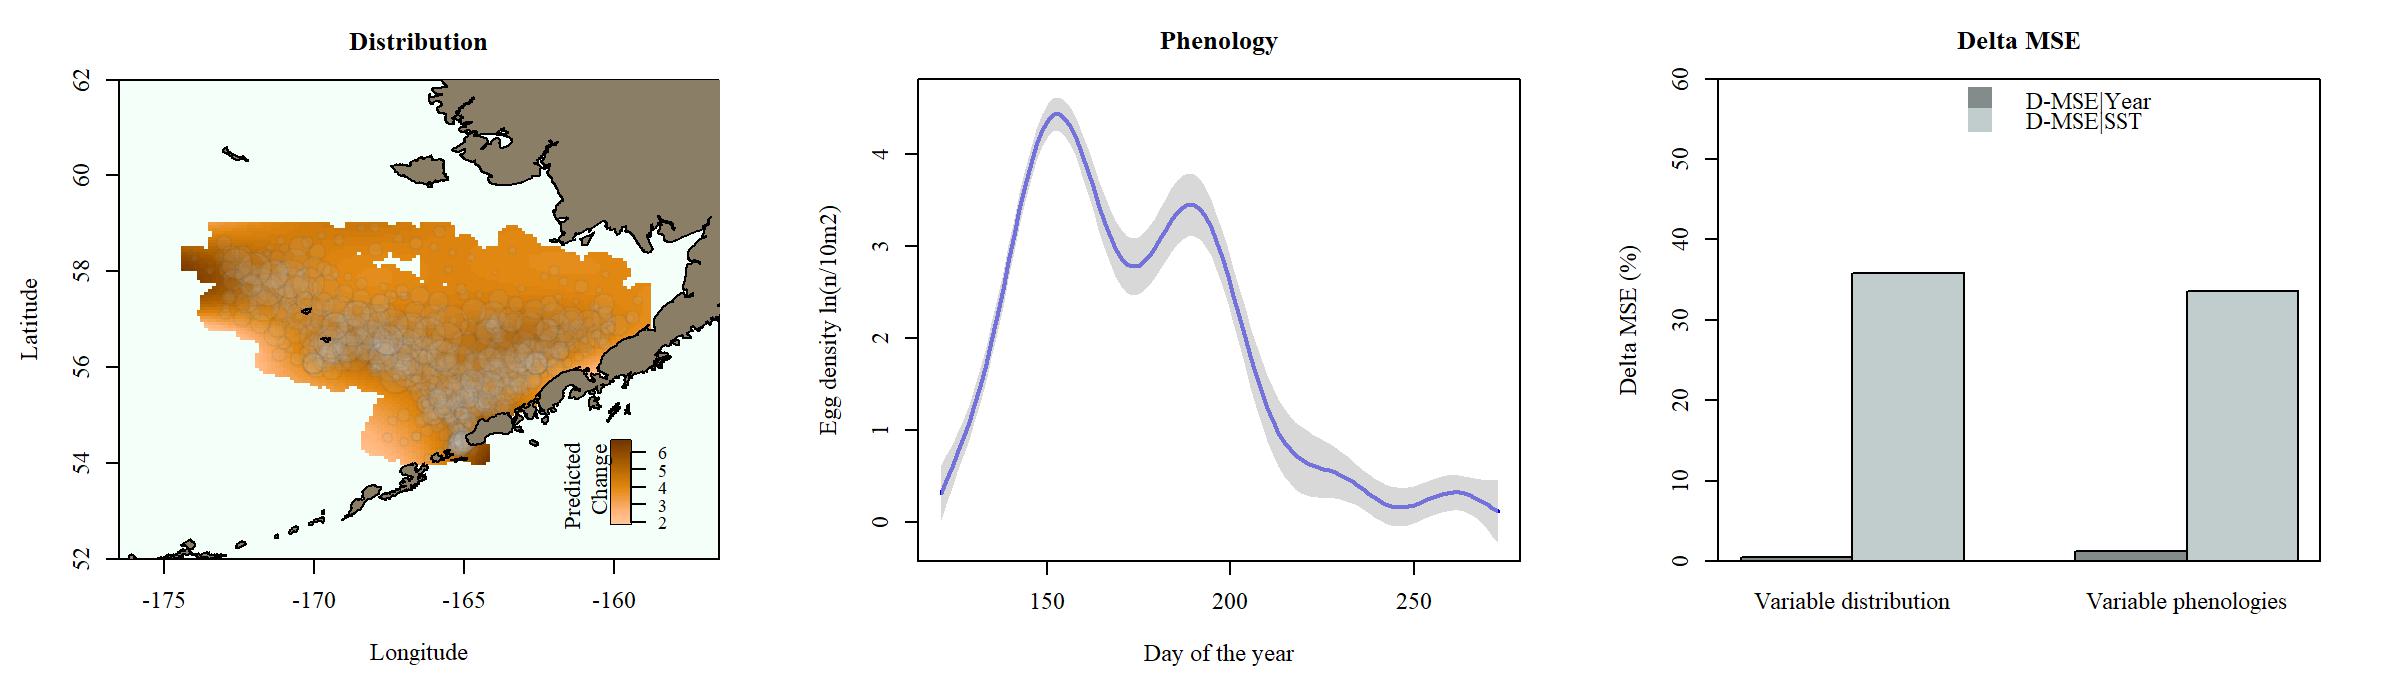 Distribution
Latitude
62
60
58
56
54
52
Predicted
Change
6
5
4
3
2
-175
-170
-165
-160
Longitude
Phenology
Egg density ln(n/10m2)
4
3
2
1
0
150
200
250
Day of the year
Delta MSE
Delta MSE (%)
60
50
40
30
20
10
0
D-MSE|Year
D-MSE|SST
Variable distribution
Variable phenologies